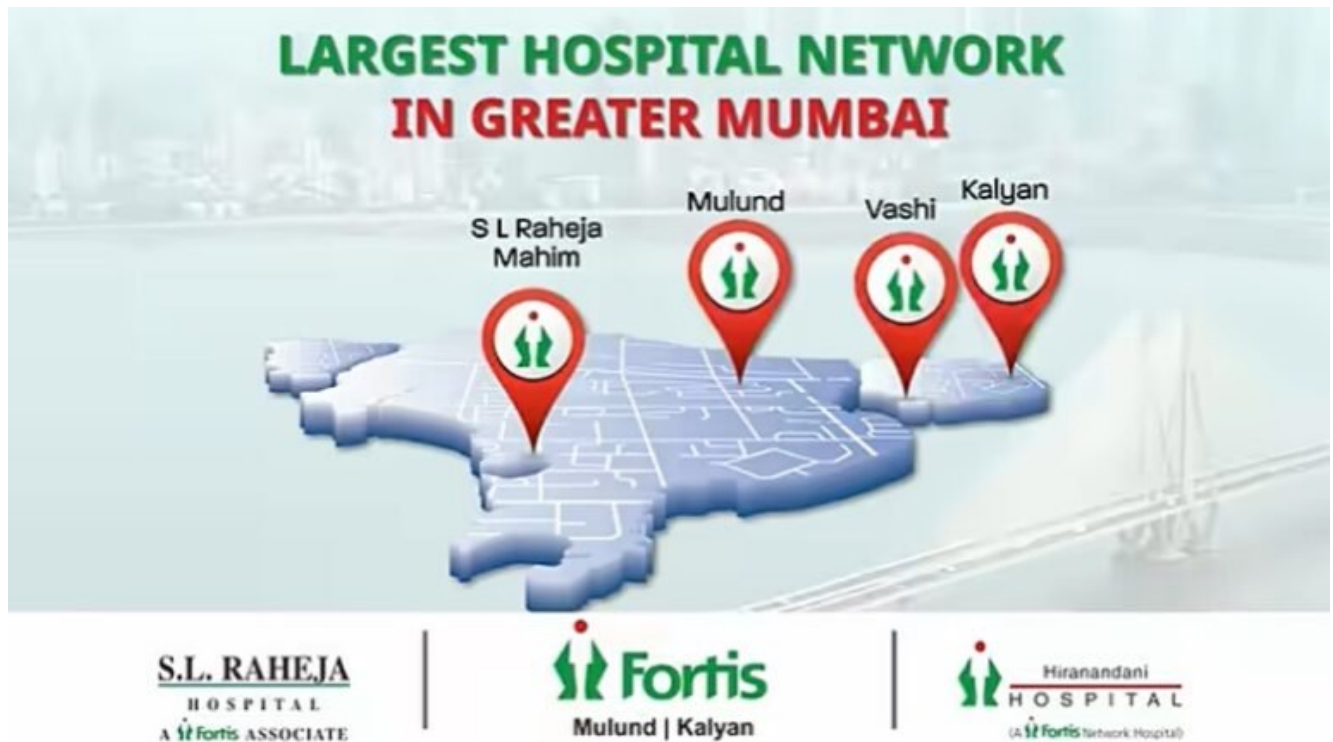 LARGEST HOSPITAL NETWORK
IN GREATER MUMBAI
S L Raheja
Mahim
Mulund
Vashi
Kalyan
S.L. RAHEJA
HOSPITAL
A Fortis ASSOCIATE
Fortis
Mulund | Kalyan
Hiranandani
HOSPITAL
(A Fortis Network Hospital)